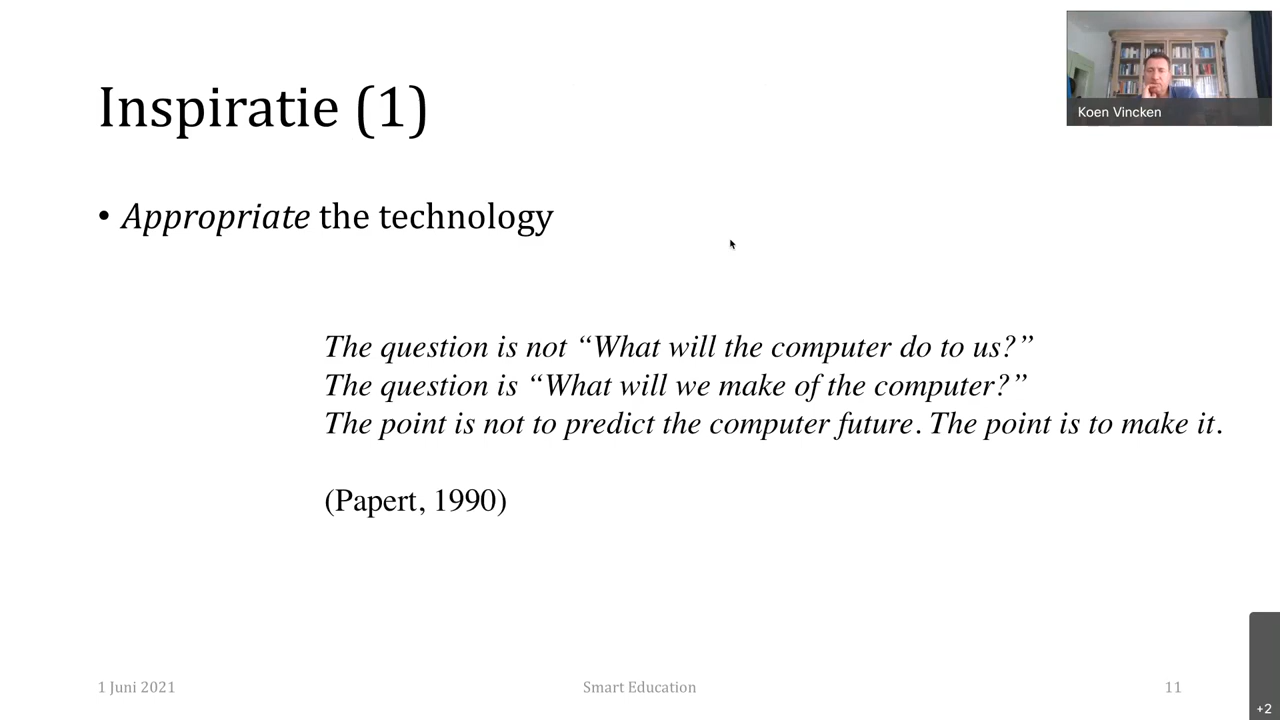 Inspiratie (1)
Koen Vincken
• Appropriate the technology
The question is not “What will the computer do to us?”
The question is “What will we make of the computer?”
The point is not to predict the computer future. The point is to make it.
(Papert, 1990)
1 Juni 2021
Smart Education
11
+2